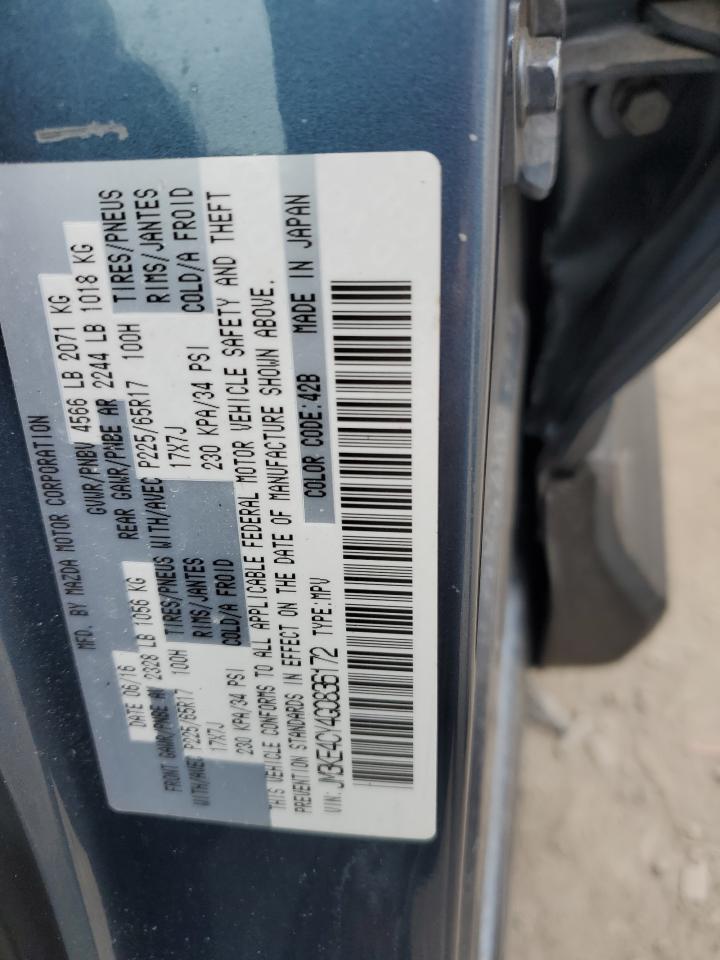 MFD. BY MAZDA MOTOR CORPORATION
DATE 06/16 GVWR/PNBV 4566 LB 2071 KG
FRONT GAWR/PNBE AV 2328 LB 1056 KG REAR GAWR/PNBE AR 2244 LB 1018 KG
WITH/AVEC P225/65R17 100H TIRES/PNEUS WITH/AVEC P225/65R17 100H TIRES/PNEUS
17X7J RIMS/JANTES 17X7J RIMS/JANTES
230 KPA/34 PSI COLD/A FROID 230 KPA/34 PSI COLD/A FROID
THIS VEHICLE CONFORMS TO ALL APPLICABLE FEDERAL MOTOR VEHICLE SAFETY AND THEFT
PREVENTION STANDARDS IN EFFECT ON THE DATE OF MANUFACTURE SHOWN ABOVE.
VIN: JM3KE4CY4G0836172 TYPE:MPV COLOR CODE:42B MADE IN JAPAN